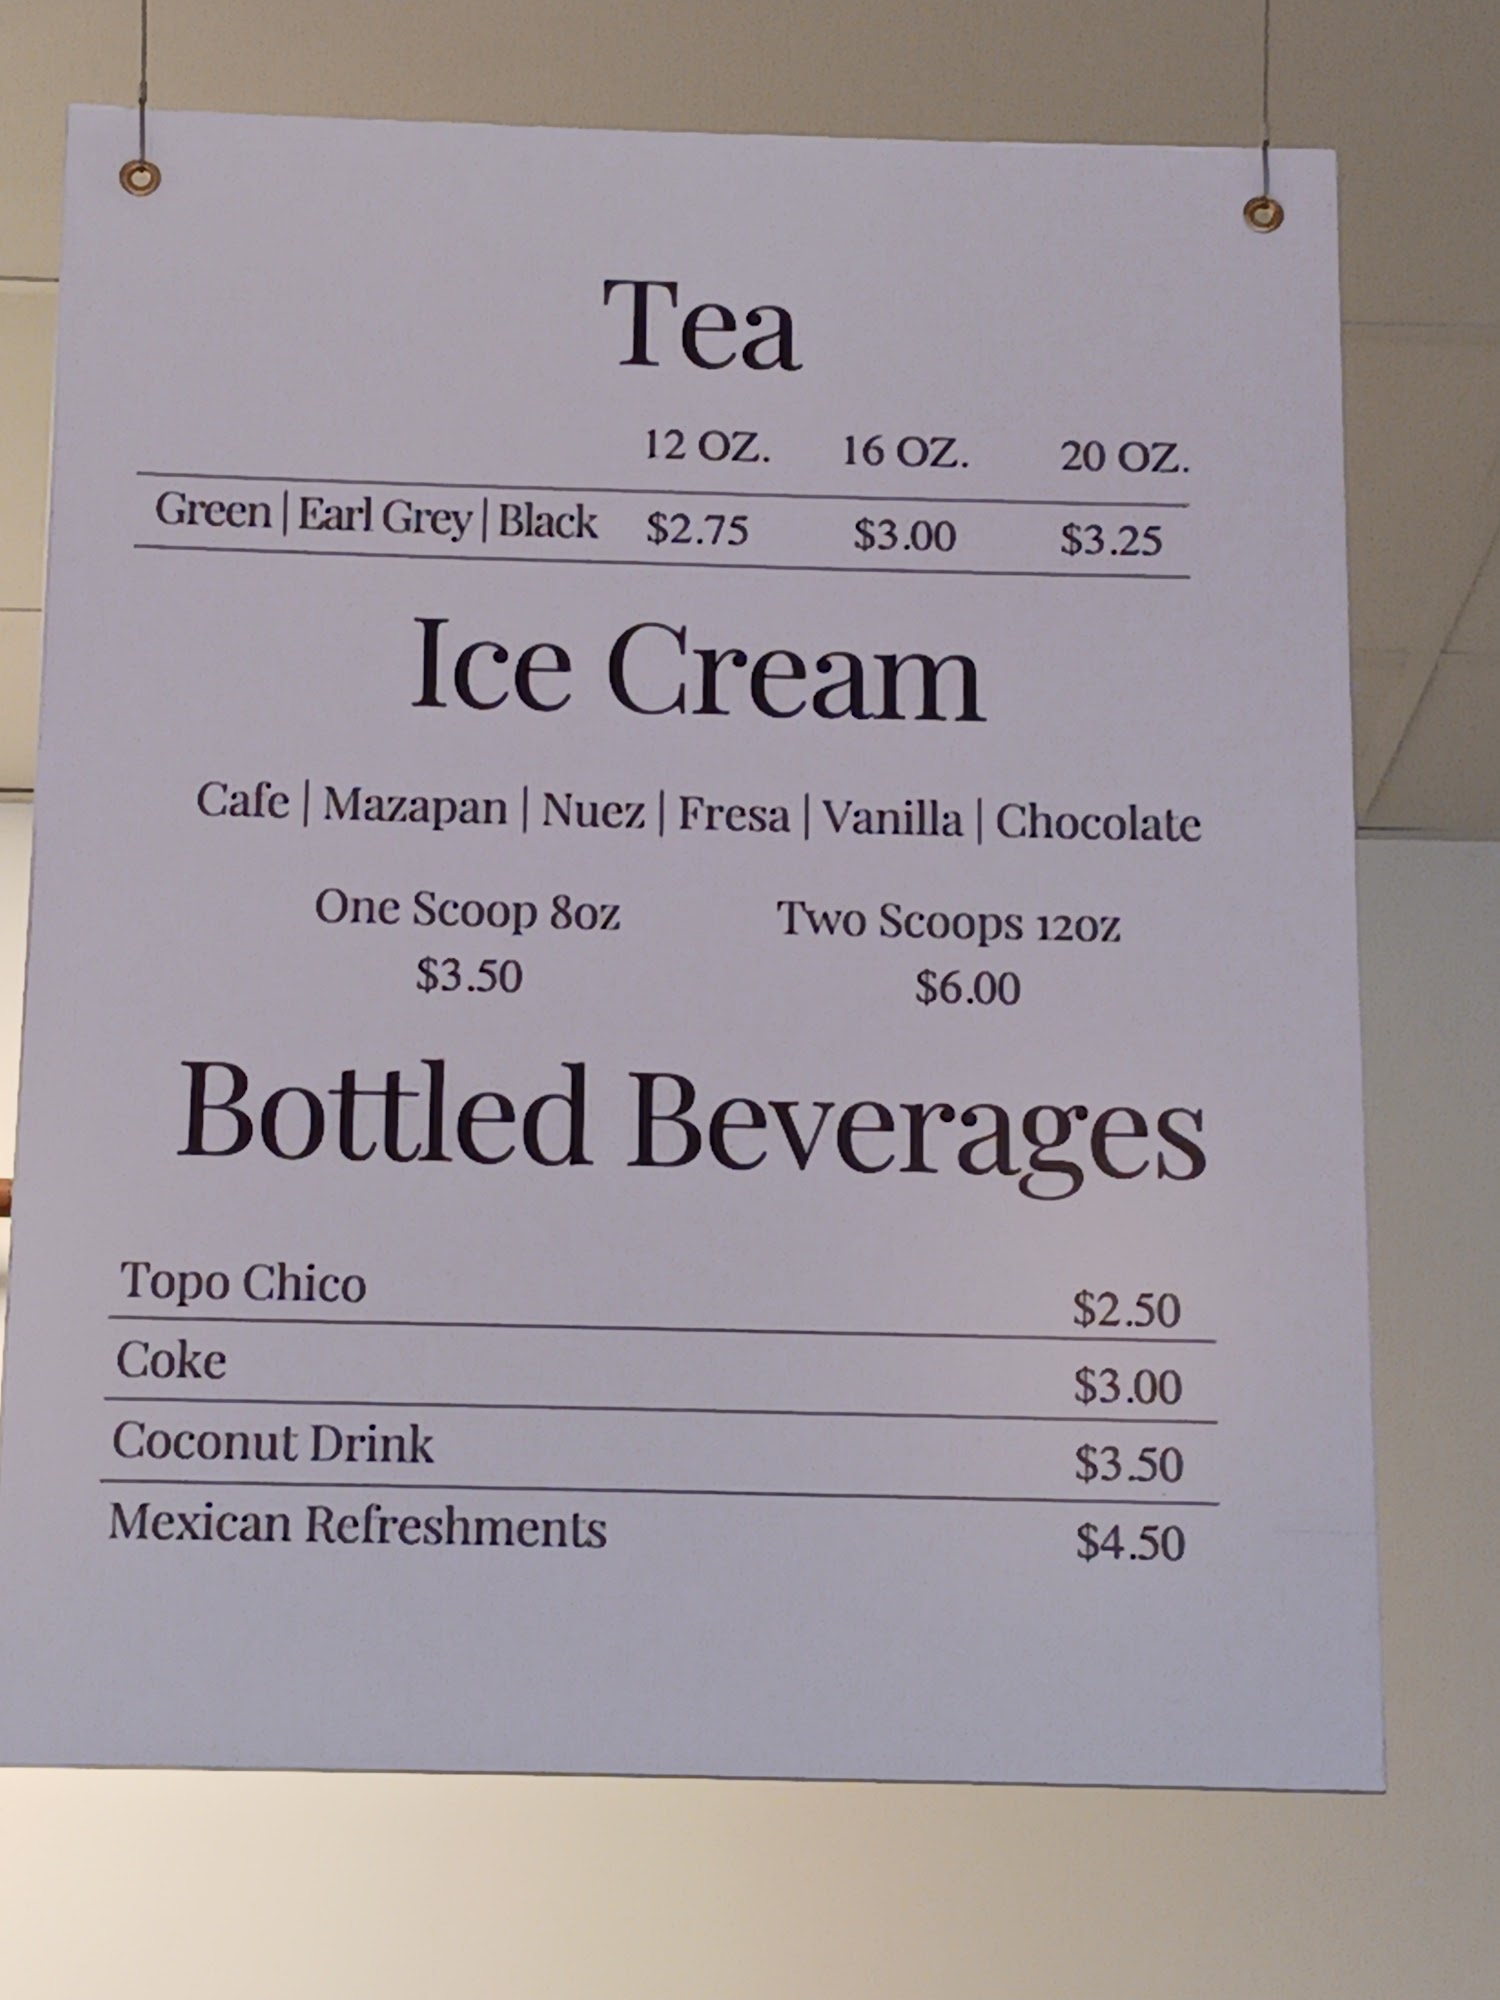 Tea
12 OZ. 16 OZ. 20 OZ.
Green | Earl Grey | Black $2.75 $3.00 $3.25
Ice Cream
Cafe | Mazapan | Nuez | Fresa | Vanilla | Chocolate
One Scoop 8oz Two Scoops 12oz
$3.50 $6.00
Bottled Beverages
Topo Chico $2.50
Coke $3.00
Coconut Drink $3.50
Mexican Refreshments $4.50